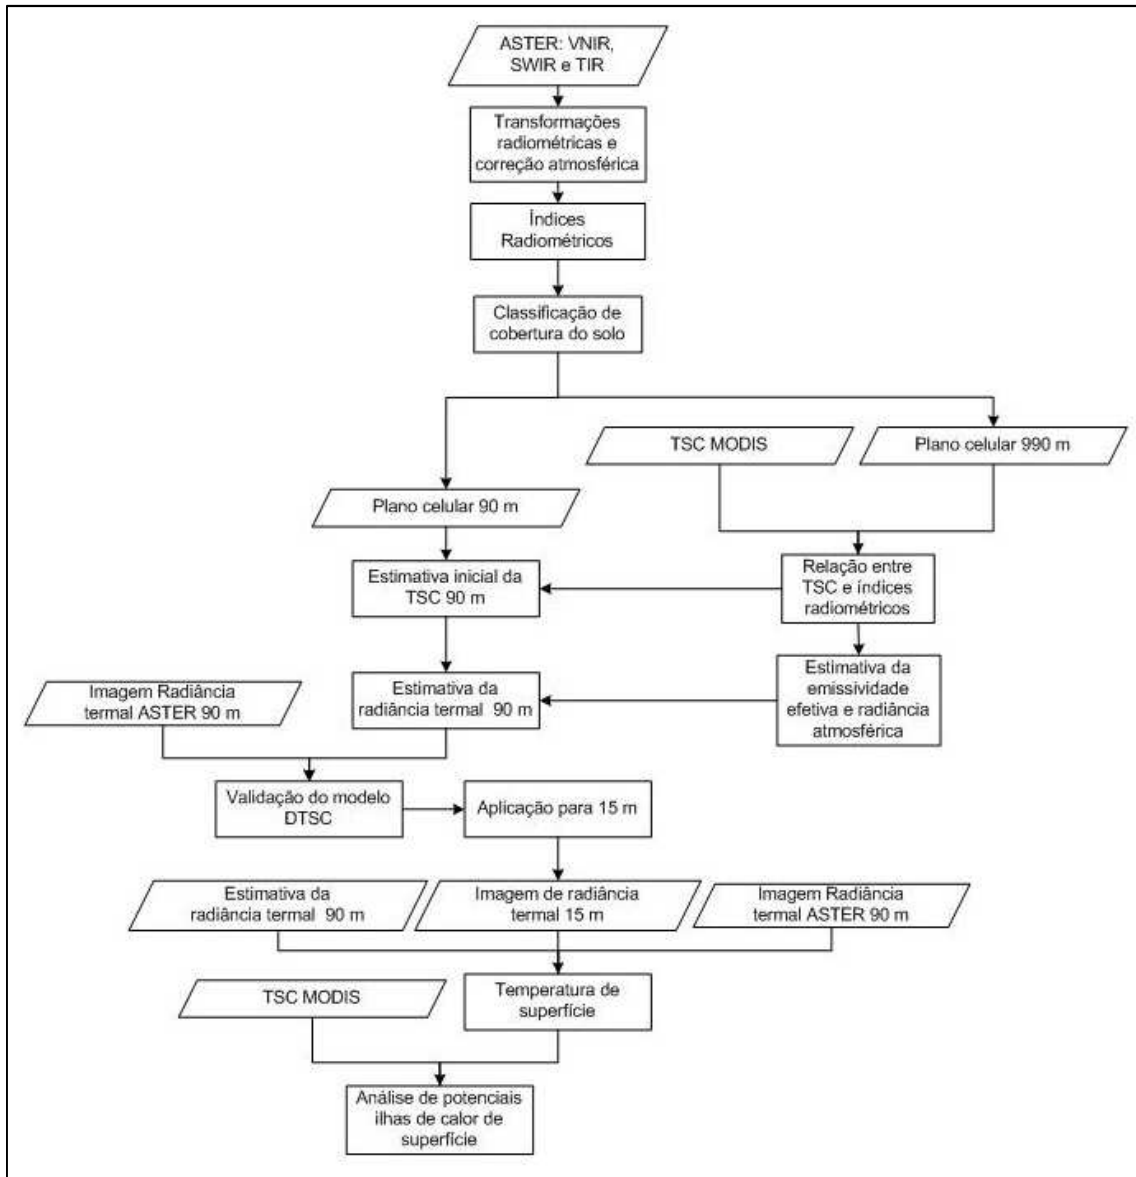 ASTER: VNIR,
SWIR e TIR
Transformações
radiométricas e
correção atmosférica
Índices
Radiométricos
Classificação de
cobertura do solo
TSC MODIS
Plano celular 990 m
Plano celular 90 m
Estimativa inicial da
TSC 90 m
Relação entre
TSC e índices
radiométricos
Imagem Radiância
termal ASTER 90 m
Estimativa da
radiância termal 90 m
Estimativa da
emissividade
efetiva e radiância
atmosférica
Validação do modelo
DTSC
Aplicação para 15 m
Estimativa da
radiância termal 90 m
Imagem de radiância
termal 15 m
Imagem Radiância
termal ASTER 90 m
TSC MODIS
Temperatura de
superfície
Análise de potenciais
ilhas de calor de
superfície